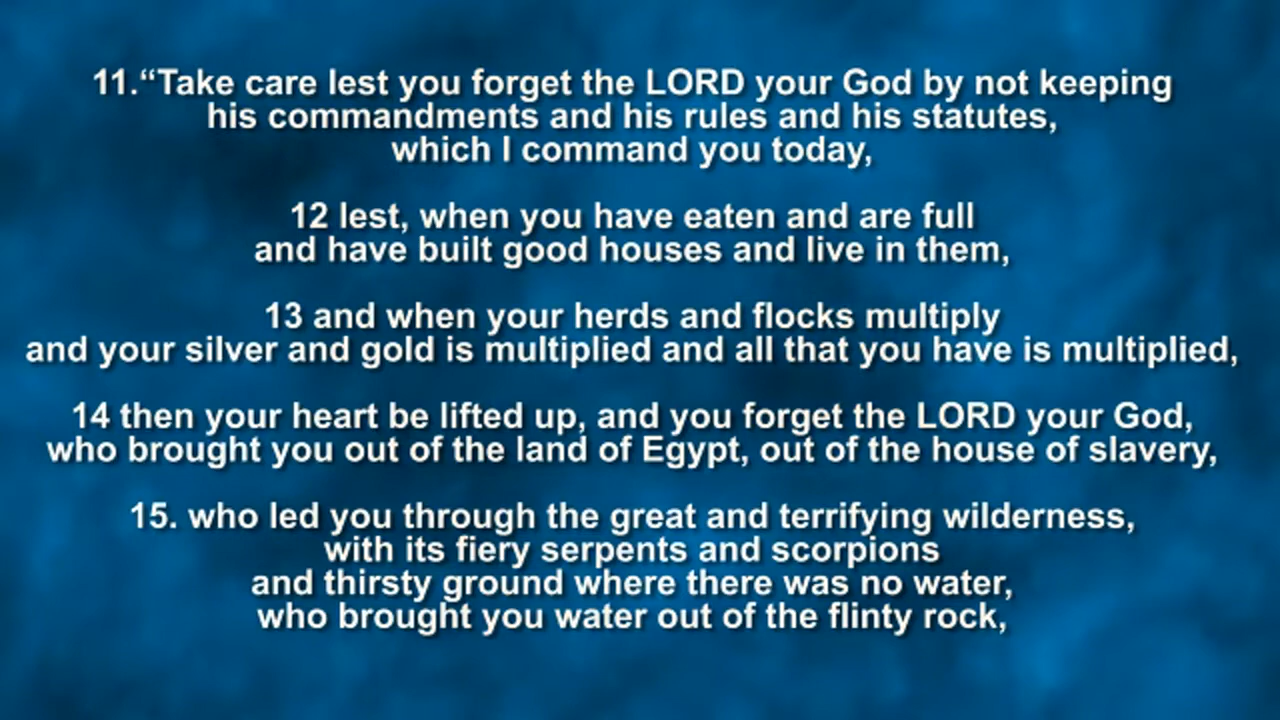 11.“Take care lest you forget the LORD your God by not keeping
his commandments and his rules and his statutes,
which I command you today,
12 lest, when you have eaten and are full
and have built good houses and live in them,
13 and when your herds and flocks multiply
and your silver and gold is multiplied and all that you have is multiplied,
14 then your heart be lifted up, and you forget the LORD your God,
who brought you out of the land of Egypt, out of the house of slavery,
15. who led you through the great and terrifying wilderness,
with its fiery serpents and scorpions
and thirsty ground where there was no water,
who brought you water out of the flinty rock,